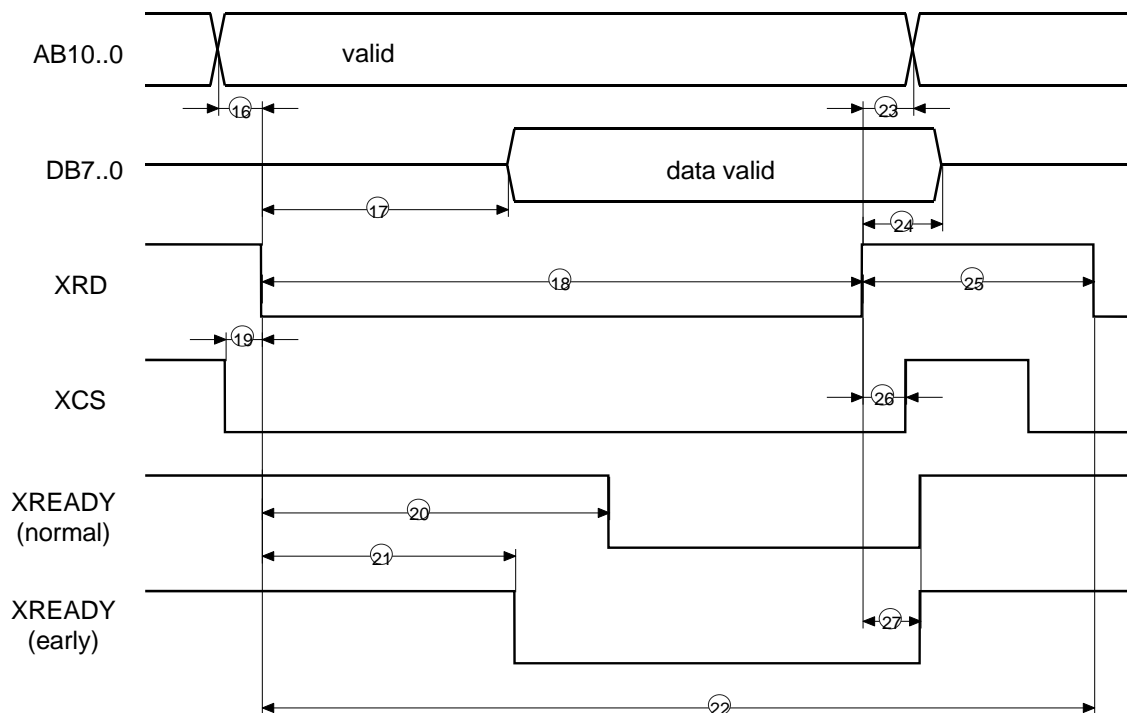 AB10..0
valid
16
23
DB7..0
data valid
17
24
XRD
18
25
19
XCS
26
XREADY
(normal)
20
21
XREADY
(early)
27
22